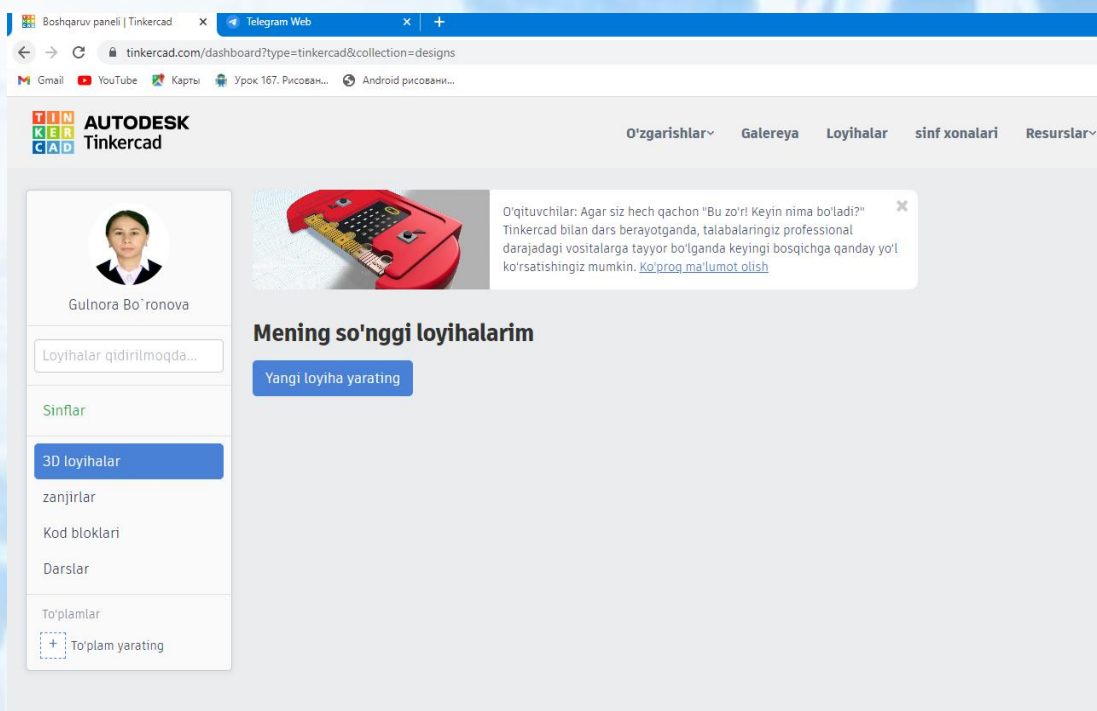 Boshqaruv paneli | Tinkercad
Telegram Web
tinkercad.com/dashboard?type=tinkercad&collection=designs
Gmail YouTube Карты Урок 167. Рисован... Android рисовани...
TINKERCAD
AUTODESK
Tinkercad
O'zgarishlar Galereya Loyihalar sinf xonalari Resurslar
Gulnora Bo`ronova
Loyihalar qidirilmoqda...
Sinflar
3D loyihalar
zanjirlar
Kod bloklari
Darslar
To'plamlar
+ To'plam yarating
O'qituvchilar: Agar siz hech qachon "Bu zo'r! Keyin nima bo'ladi?"
Tinkercad bilan dars berayotganda, talabalaringiz professional
darajadagi vositalarga tayyor bo'lganda keyingi bosqichga qanday yo'l
ko'rsatishingiz mumkin. Ko'proq ma'lumot olish
Mening so'nggi loyihalarim
Yangi loyiha yarating